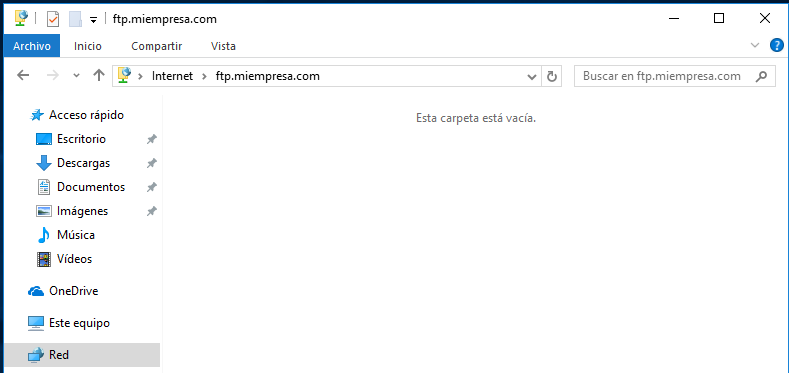 ftp.miempresa.com
Archivo Inicio Compartir Vista
Internet ftp.miempresa.com Buscar en ftp.miempresa.com
Acceso rápido
Esta carpeta está vacía.
Escritorio
Descargas
Documentos
Imágenes
Música
Vídeos
OneDrive
Este equipo
Red